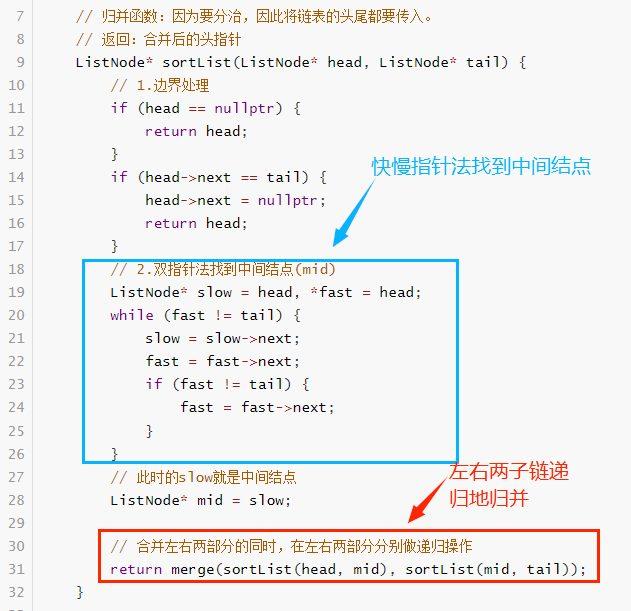 7 // 归并函数：因为要分治，因此将链表的头尾都要传入。
8 // 返回：合并后的头指针
9 ListNode* sortList(ListNode* head, ListNode* tail) {
10 // 1.边界处理
11 if (head == nullptr) {
12 return head;
13 }
14 if (head->next == tail) {
15 head->next = nullptr;
16 return head;
17 }
快慢指针法找到中间结点
18 // 2.双指针法找到中间结点(mid)
19 ListNode* slow = head, *fast = head;
20 while (fast != tail) {
21 slow = slow->next;
22 fast = fast->next;
23 if (fast != tail) {
24 fast = fast->next;
25 }
26 }
27 // 此时的slow就是中间结点
28 ListNode* mid = slow;
29
左右两子链递
归地归并
30 // 合并左右两部分的同时，在左右两部分分别做递归操作
31 return merge(sortList(head, mid), sortList(mid, tail));
32 }